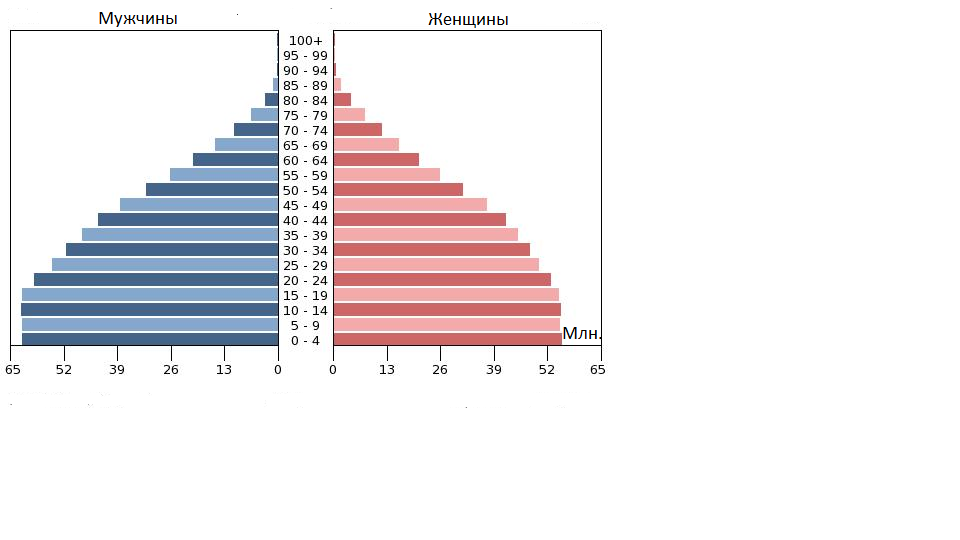 Мужчины
Женщины
100+
95 - 99
90 - 94
85 - 89
80 - 84
75 - 79
70 - 74
65 - 69
60 - 64
55 - 59
50 - 54
45 - 49
40 - 44
35 - 39
30 - 34
25 - 29
20 - 24
15 - 19
10 - 14
5 - 9
Млн.
0 - 4
65 52 39 26 13 0 0 13 26 39 52 65